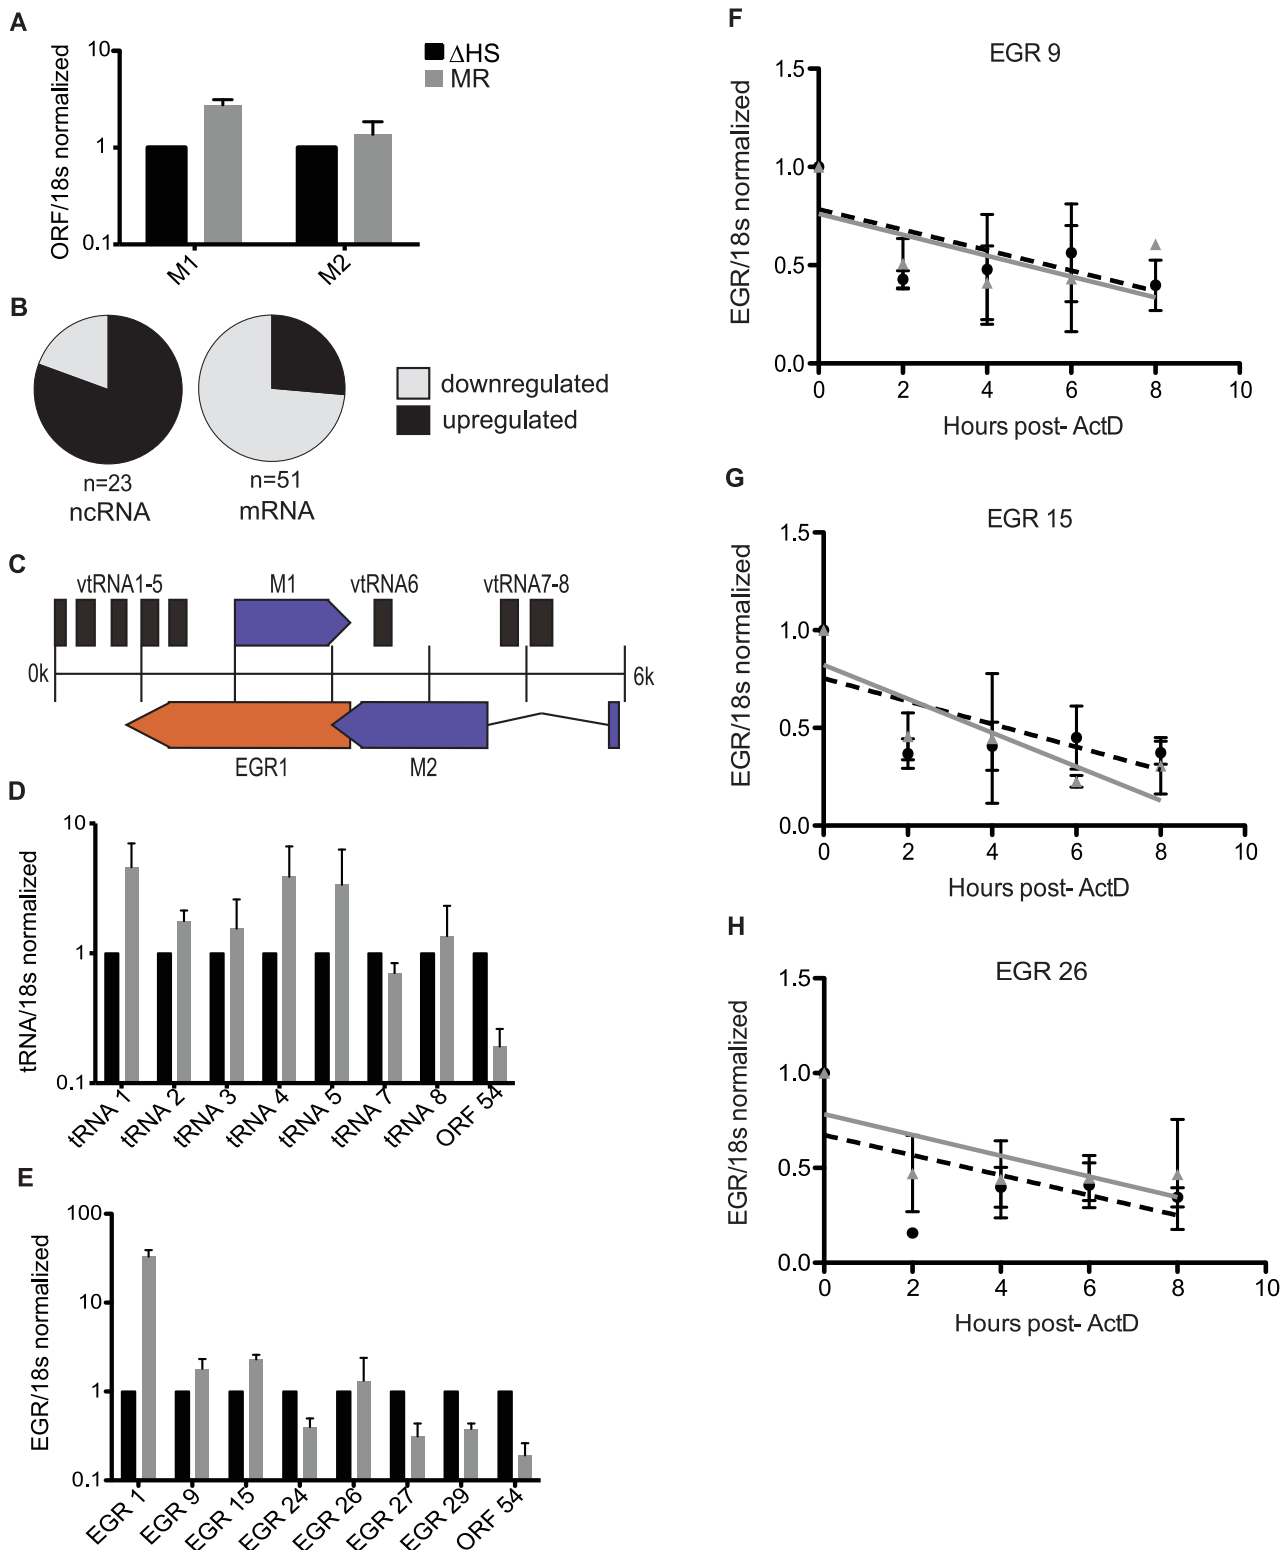 A
10
1
0.1
ORF/18s normalized
M1
M2
ΔHS
MR
B
n=23
ncRNA
n=51
mRNA
downregulated
upregulated
C
vtRNA1-5
M1
vtRNA6
vtRNA7-8
0k
6k
EGR1
M2
D
10
1
0.1
tRNA/18s normalized
tRNA 1
tRNA 2
tRNA 3
tRNA 4
tRNA 5
tRNA 7
tRNA 8
ORF 54
E
100
10
1
0.1
EGR/18s normalized
EGR 1
EGR 9
EGR 15
EGR 24
EGR 26
EGR 27
EGR 29
ORF 54
F
EGR 9
1.5
1.0
0.5
0.0
EGR/18s normalized
0 2 4 6 8 10
Hours post- ActD
G
EGR 15
1.5
1.0
0.5
0.0
EGR/18s normalized
0 2 4 6 8 10
Hours post- ActD
H
EGR 26
1.5
1.0
0.5
0.0
EGR/18s normalized
0 2 4 6 8 10
Hours post- ActD